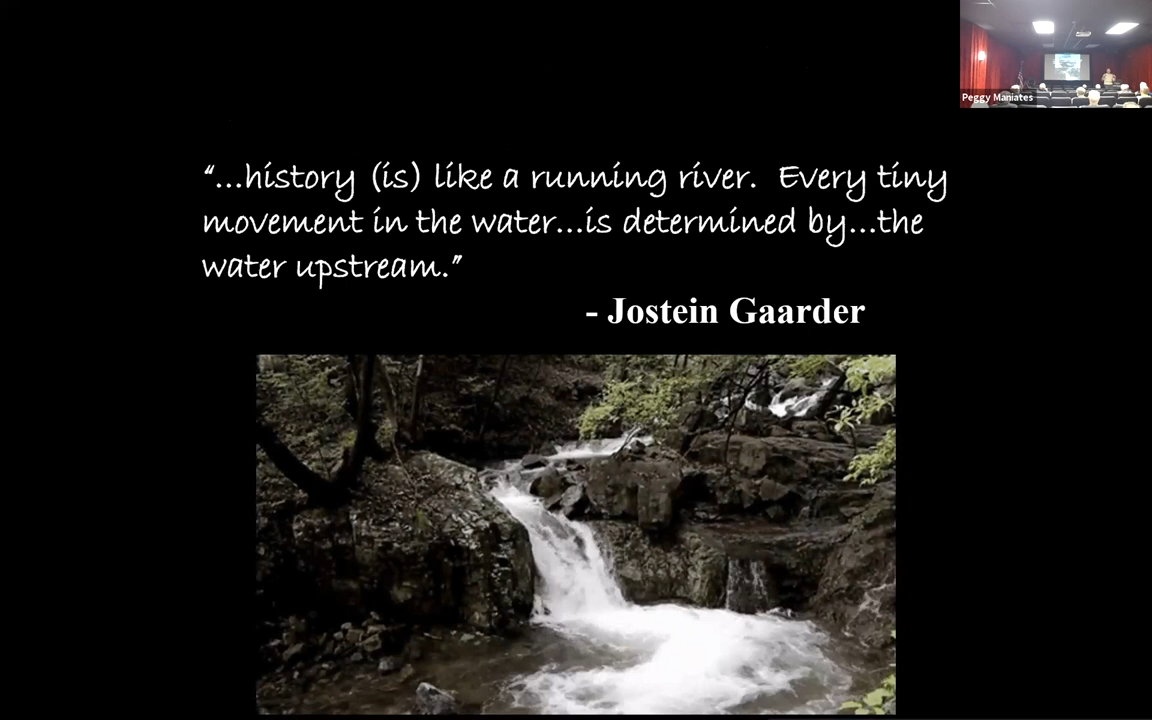 Peggy Maniates
“...history (is) like a running river.  Every tiny
movement in the water...is determined by...the
water upstream.”
- Jostein Gaarder